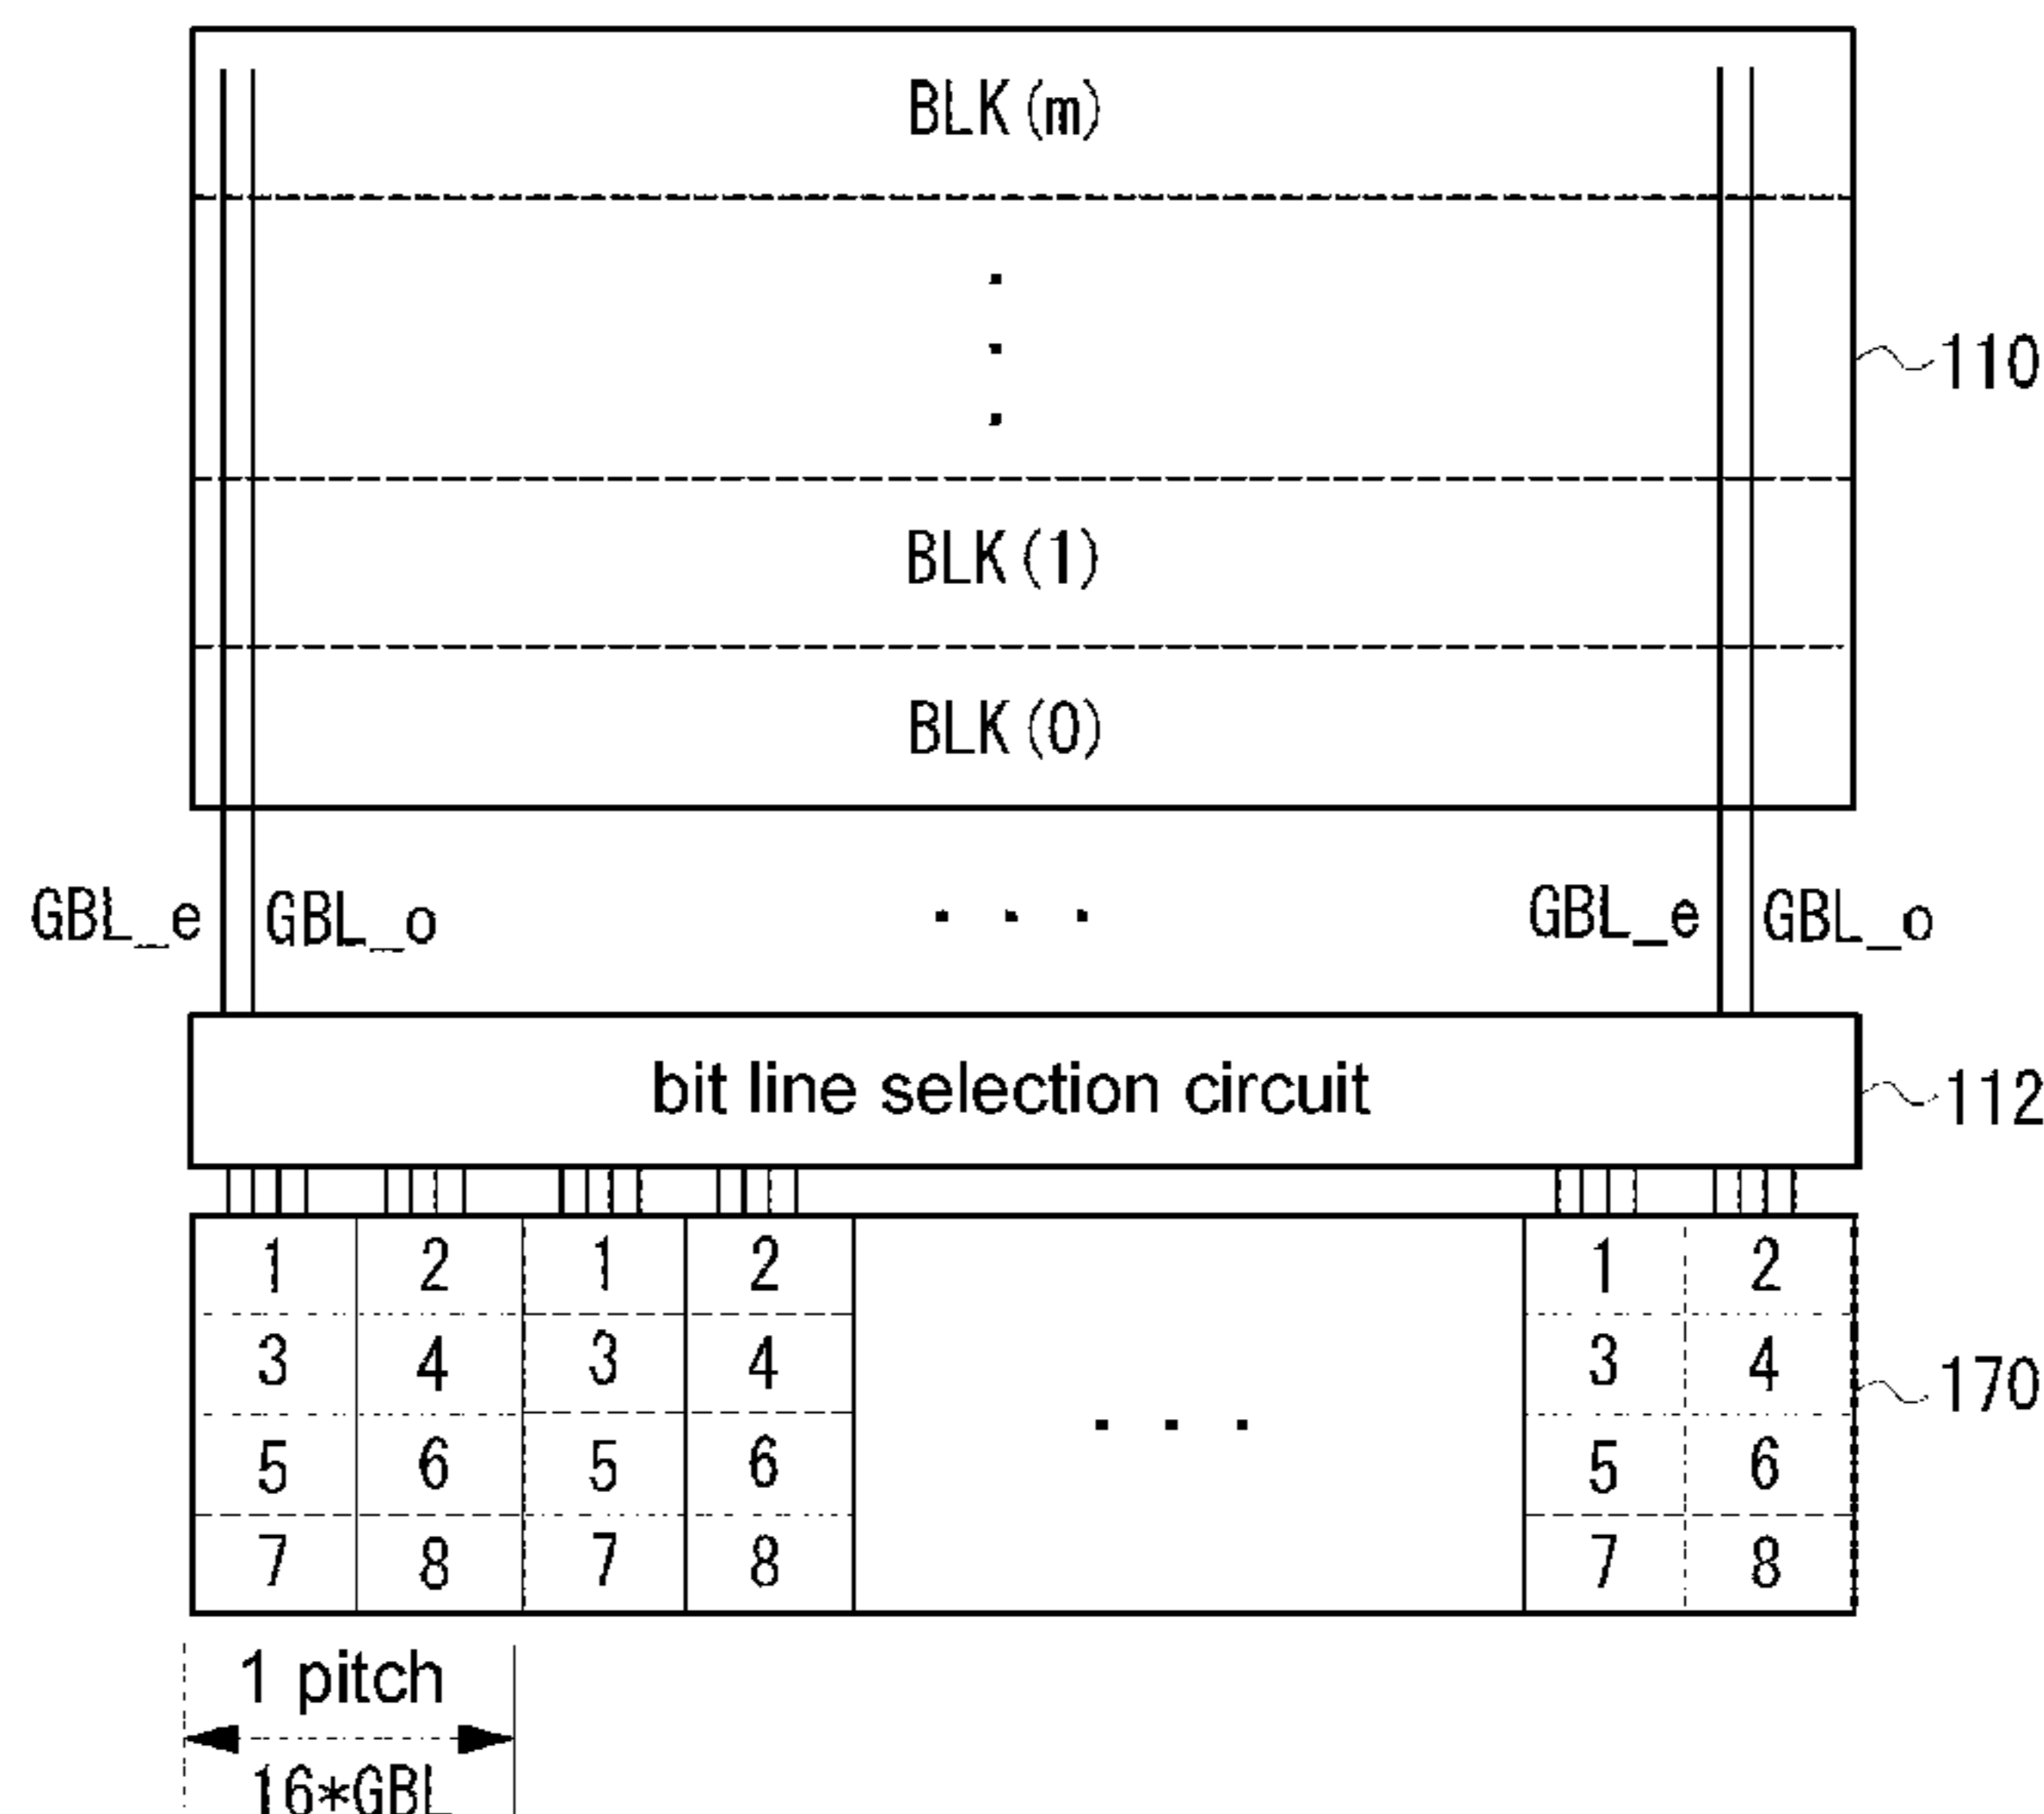 BLK(m)
110
BLK(1)
BLK(0)
GBL_e GBL_o GBL_e GBL_o
bit line selection circuit
112
1 2 1 2 1 2
3 4 3 4 3 4
170
5 6 5 6 5 6
7 8 7 8 7 8
1 pitch
16*GBL